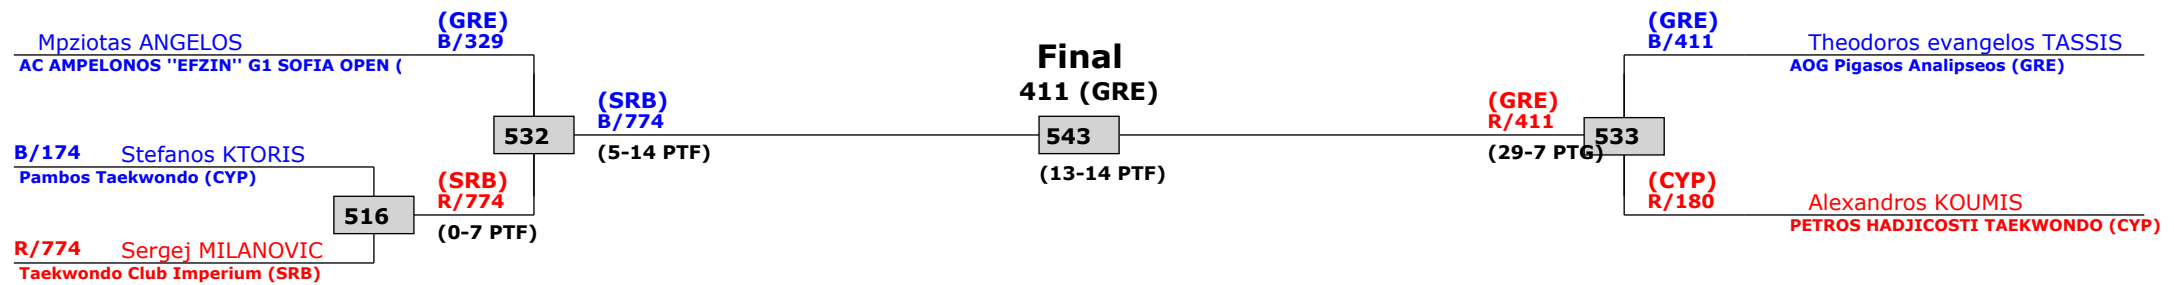 Mpziotas ANGELOS
(GRE)
B/329
AC AMPELONOS "EFZIN" G1 SOFIA OPEN (
B/174 Stefanos KTORIS
Pambos Taekwondo (CYP)
R/774 Sergej MILANOVIC
Taekwondo Club Imperium (SRB)
516
(SRB)
R/774
(0-7 PTF)
532
(SRB)
B/774
(5-14 PTF)
Final
411 (GRE)
543
(13-14 PTF)
(GRE)
R/411
(29-7 PTG)
533
(GRE)
B/411
Theodoros evangelos TASSIS
AOG Pigasos Analipseos (GRE)
(CYP)
R/180
Alexandros KOUMIS
PETROS HADJICOSTI TAEKWONDO (CYP)